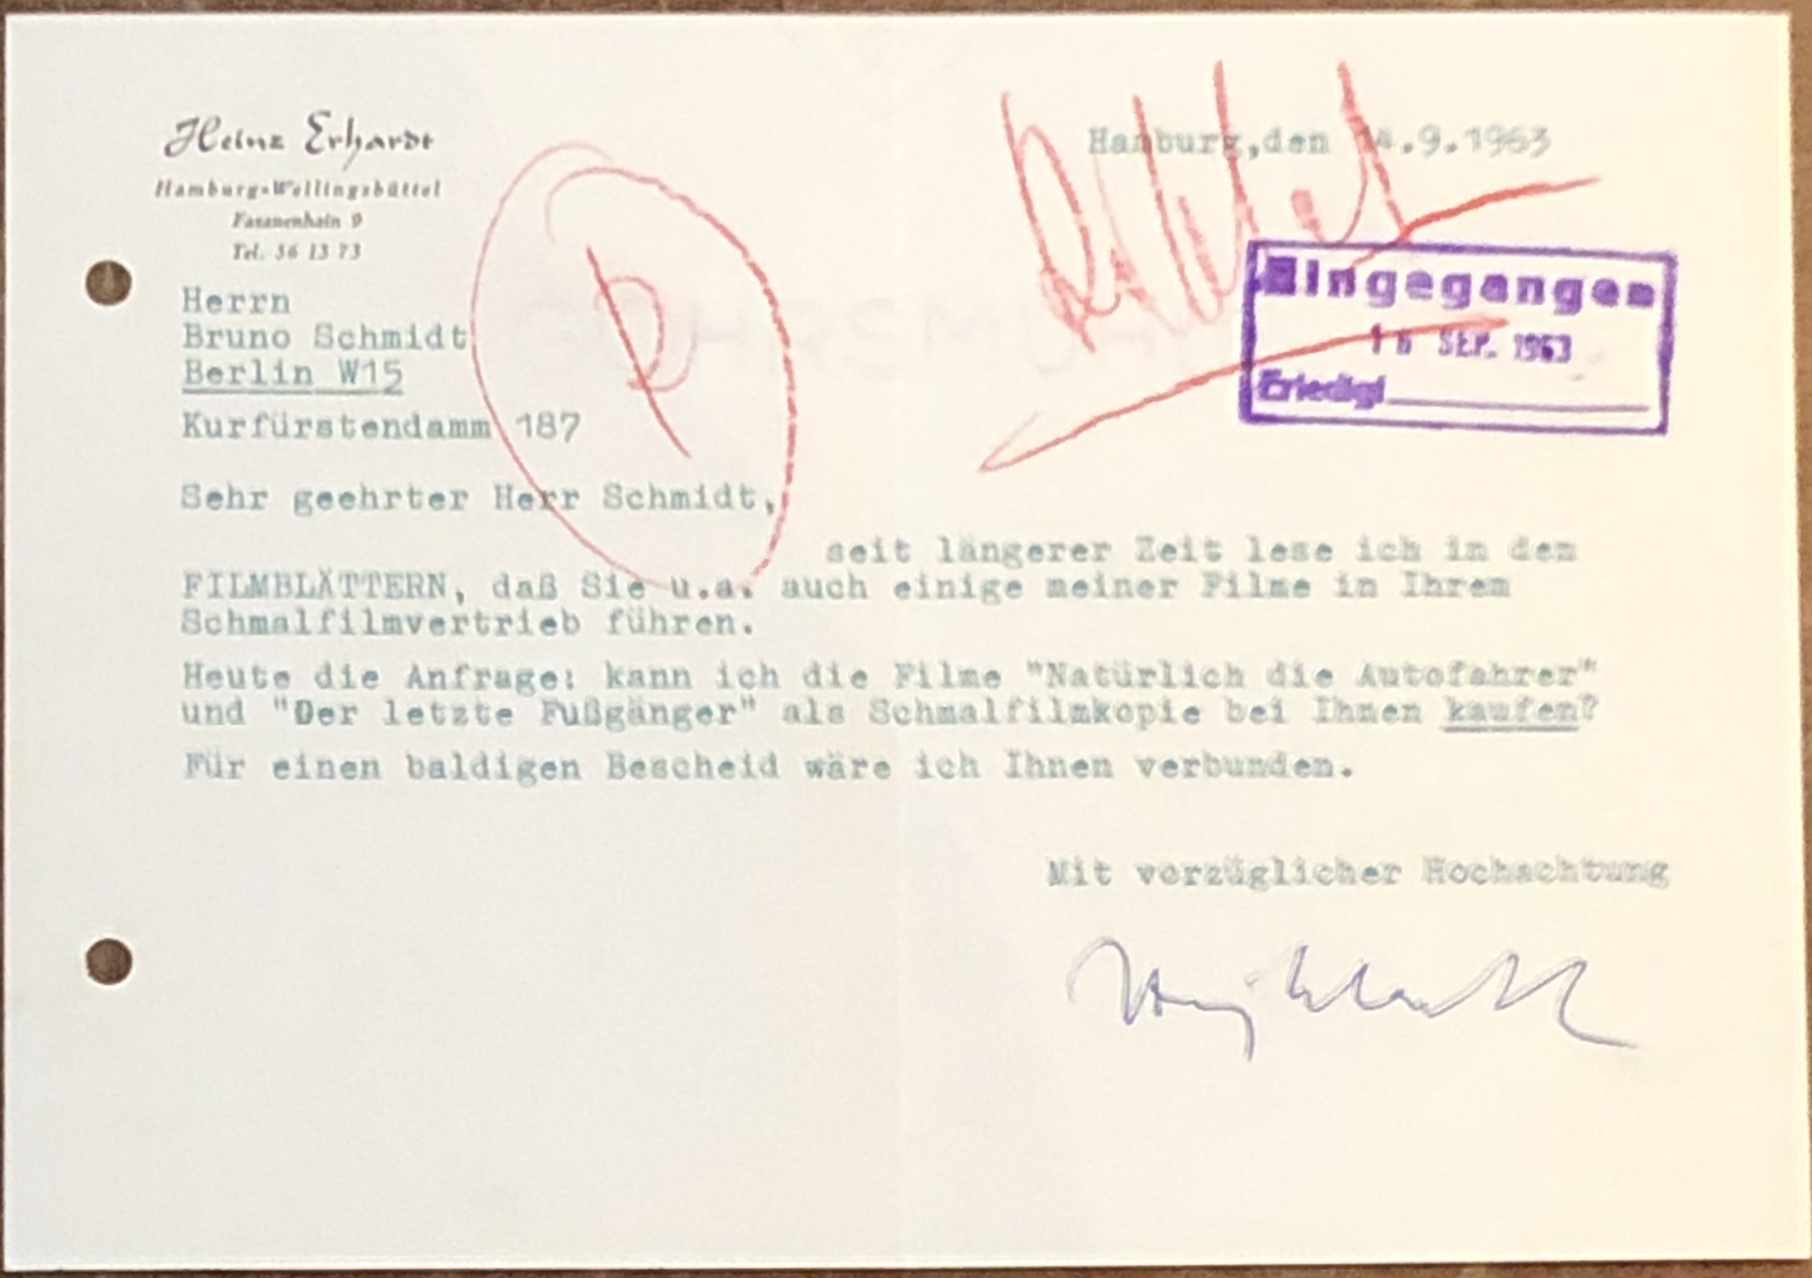 Heinz Erhardt
Hamburg-Wellingsbüttel
Fasanenhain 9
Tel. 56 13 73
Hamburg,den 14.9.1963
Eingegangen
SEP. 1963
Erledigt
Herrn
Bruno Schmidt
Berlin W15
Kurfürstendamm 187
Sehr geehrter Herr Schmidt,
seit längerer Zeit lese ich in den
FILMBLÄTTERN, daß Sie u.a. auch einige meiner Filme in Ihrem
Schmalfilmvertrieb führen.
Heute die Anfrage: kann ich die Filme "Natürlich die Autofahrer"
und "Der letzte Fußgänger" als Schmalfilmkopie bei Ihnen kaufen?
Für einen baldigen Bescheid wäre ich Ihnen verbunden.
Mit vorzüglicher Hochachtung